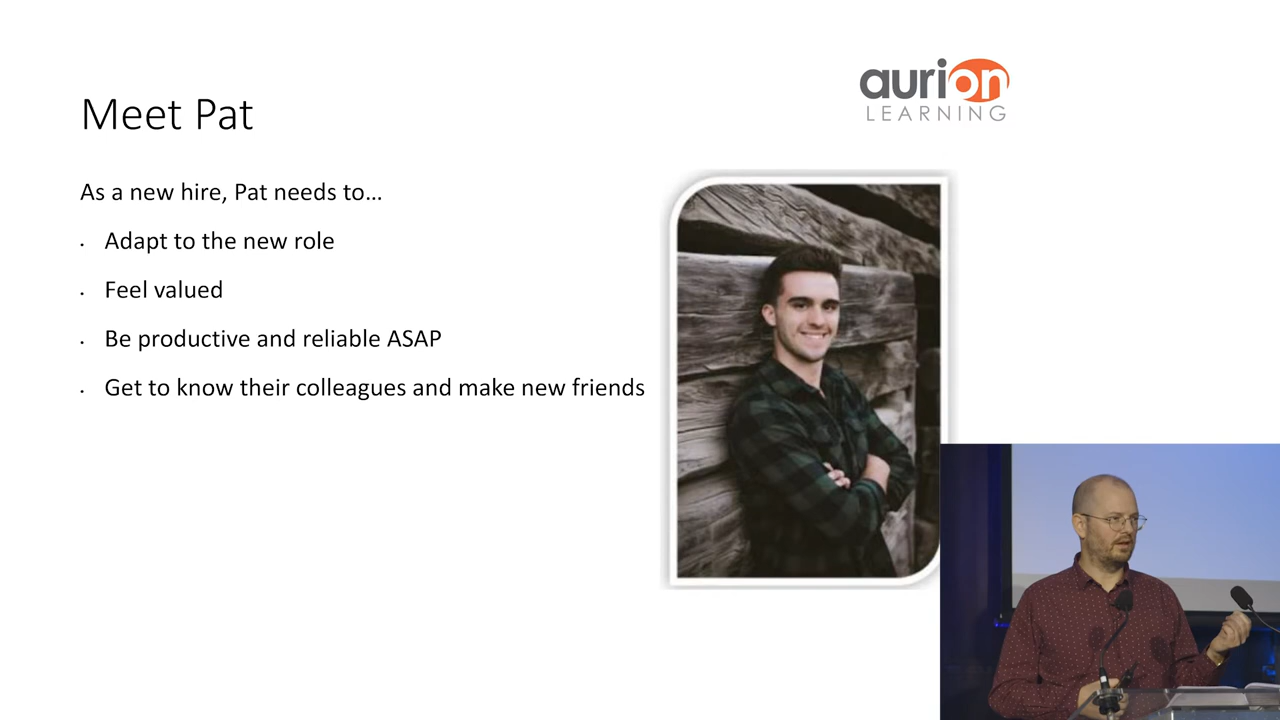 aurion
LEARNING
Meet Pat
As a new hire, Pat needs to…
• Adapt to the new role
• Feel valued
• Be productive and reliable ASAP
• Get to know their colleagues and make new friends